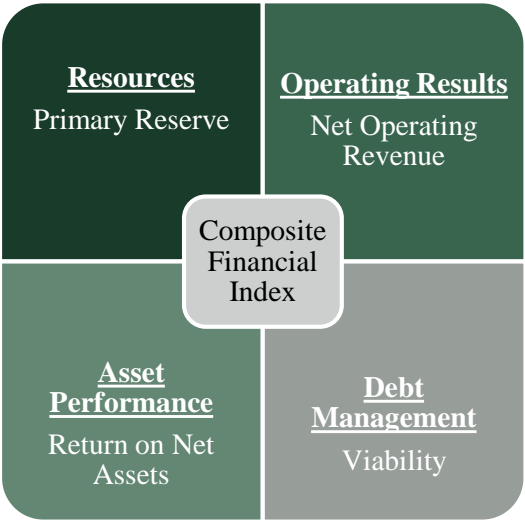 Resources
Primary Reserve
Operating Results
Net Operating
Revenue
Composite
Financial
Index
Asset
Performance
Return on Net
Assets
Debt
Management
Viability